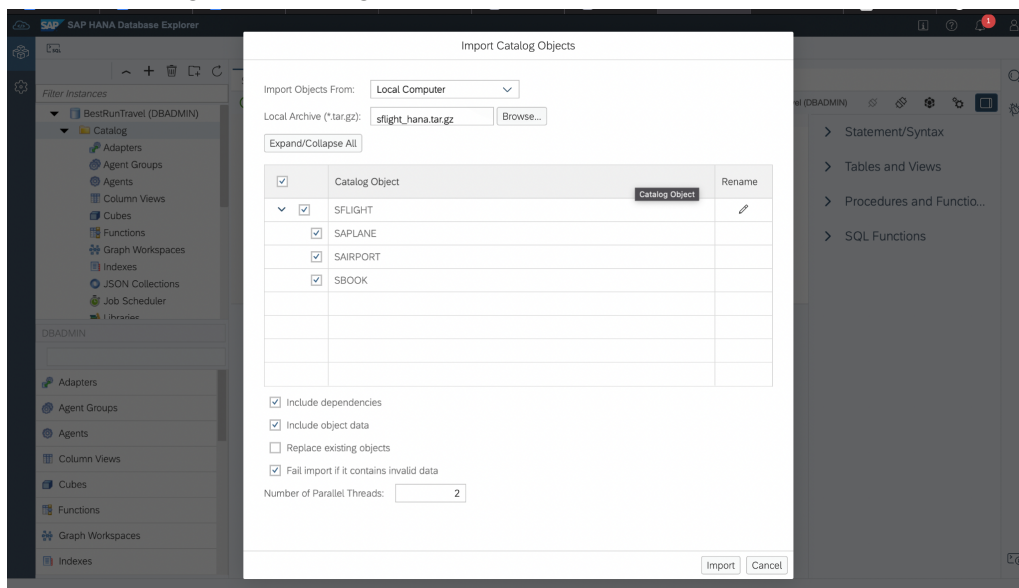 SAP HANA Database Explorer
1
Filter Instances
BestRunTravel (DBADMIN)
Catalog
Adapters
Agent Groups
Agents
Column Views
Cubes
Functions
Graph Workspaces
Indexes
JSON Collections
Job Scheduler
Libraries
DBADMIN
Adapters
Agent Groups
Agents
Column Views
Cubes
Functions
Graph Workspaces
Indexes
Import Catalog Objects
Import Objects From: Local Computer
Local Archive (*.tar.gz): sflight_hana.tar.gz Browse...
Expand/Collapse All
Catalog Object Rename
Catalog Object
SFLIGHT
SAPLANE
SAIRPORT
SBOOK
Include dependencies
Include object data
Replace existing objects
Fail import if it contains invalid data
Number of Parallel Threads: 2
Import Cancel
(DBADMIN)
Statement/Syntax
Tables and Views
Procedures and Functio...
SQL Functions